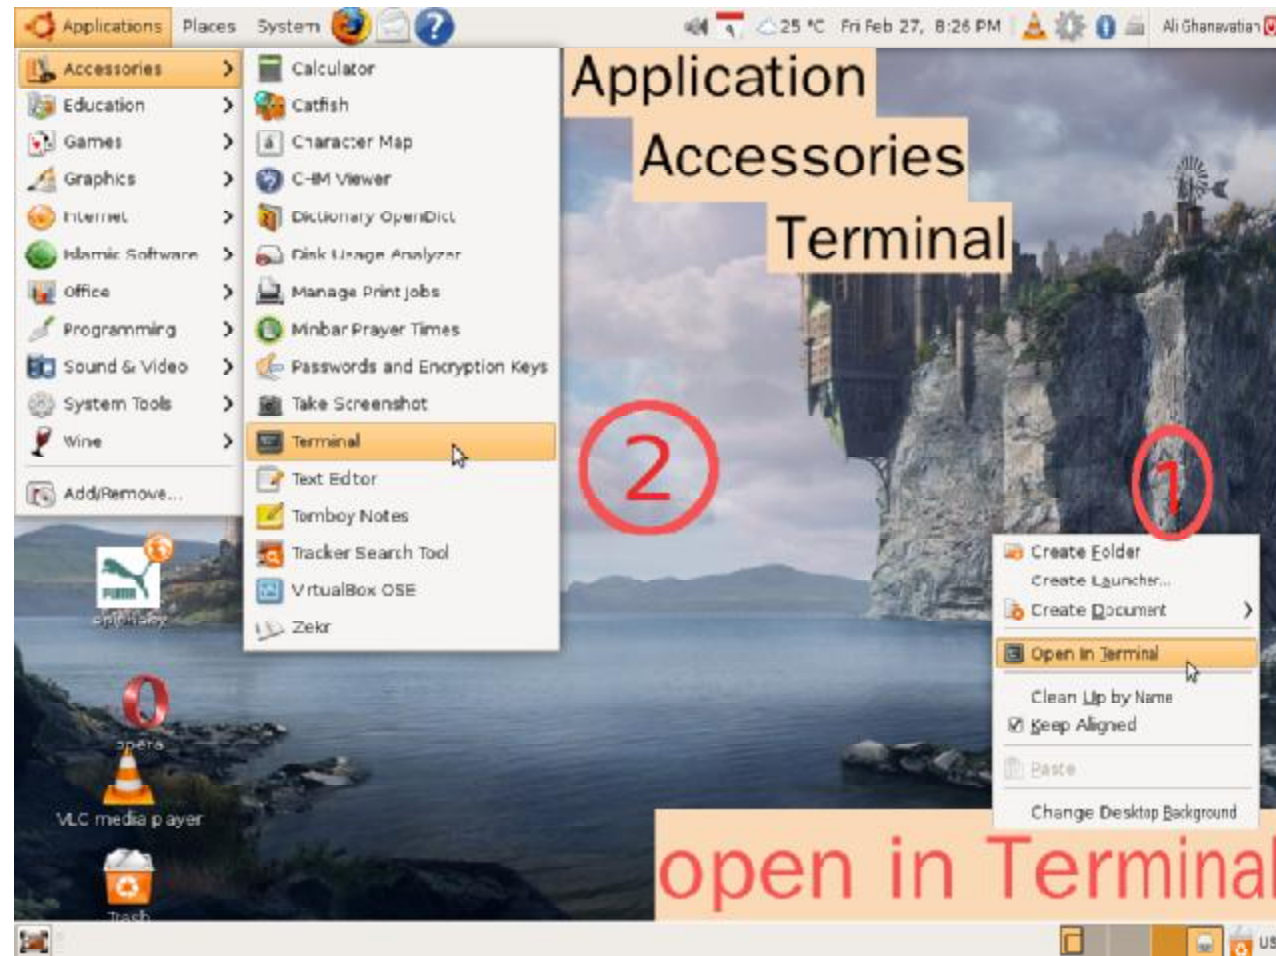 Applications Places System 25 °C Fri Feb 27, 8:26 PM Ali Ghanavatian
Accessories
Education
Games
Graphics
Internet
Islamic Software
Office
Programming
Sound & Video
System Tools
Wine
Add/Remove...
Calculator
Catfish
Character Map
CHM Viewer
Dictionary OpenDict
Disk Usage Analyzer
Manage Print Jobs
Minbar Prayer Times
Passwords and Encryption Keys
Take Screenshot
Terminal
Text Editor
Tomboy Notes
Tracker Search Tool
VirtualBox OSE
Zekr
Application
Accessories
Terminal
2
1
Create Folder
Create Launcher...
Create Document
Open In Terminal
Clean Up by Name
Keep Aligned
Paste
Change Desktop Background
open in Terminal
PUMA
opera
VLC media player
Trash